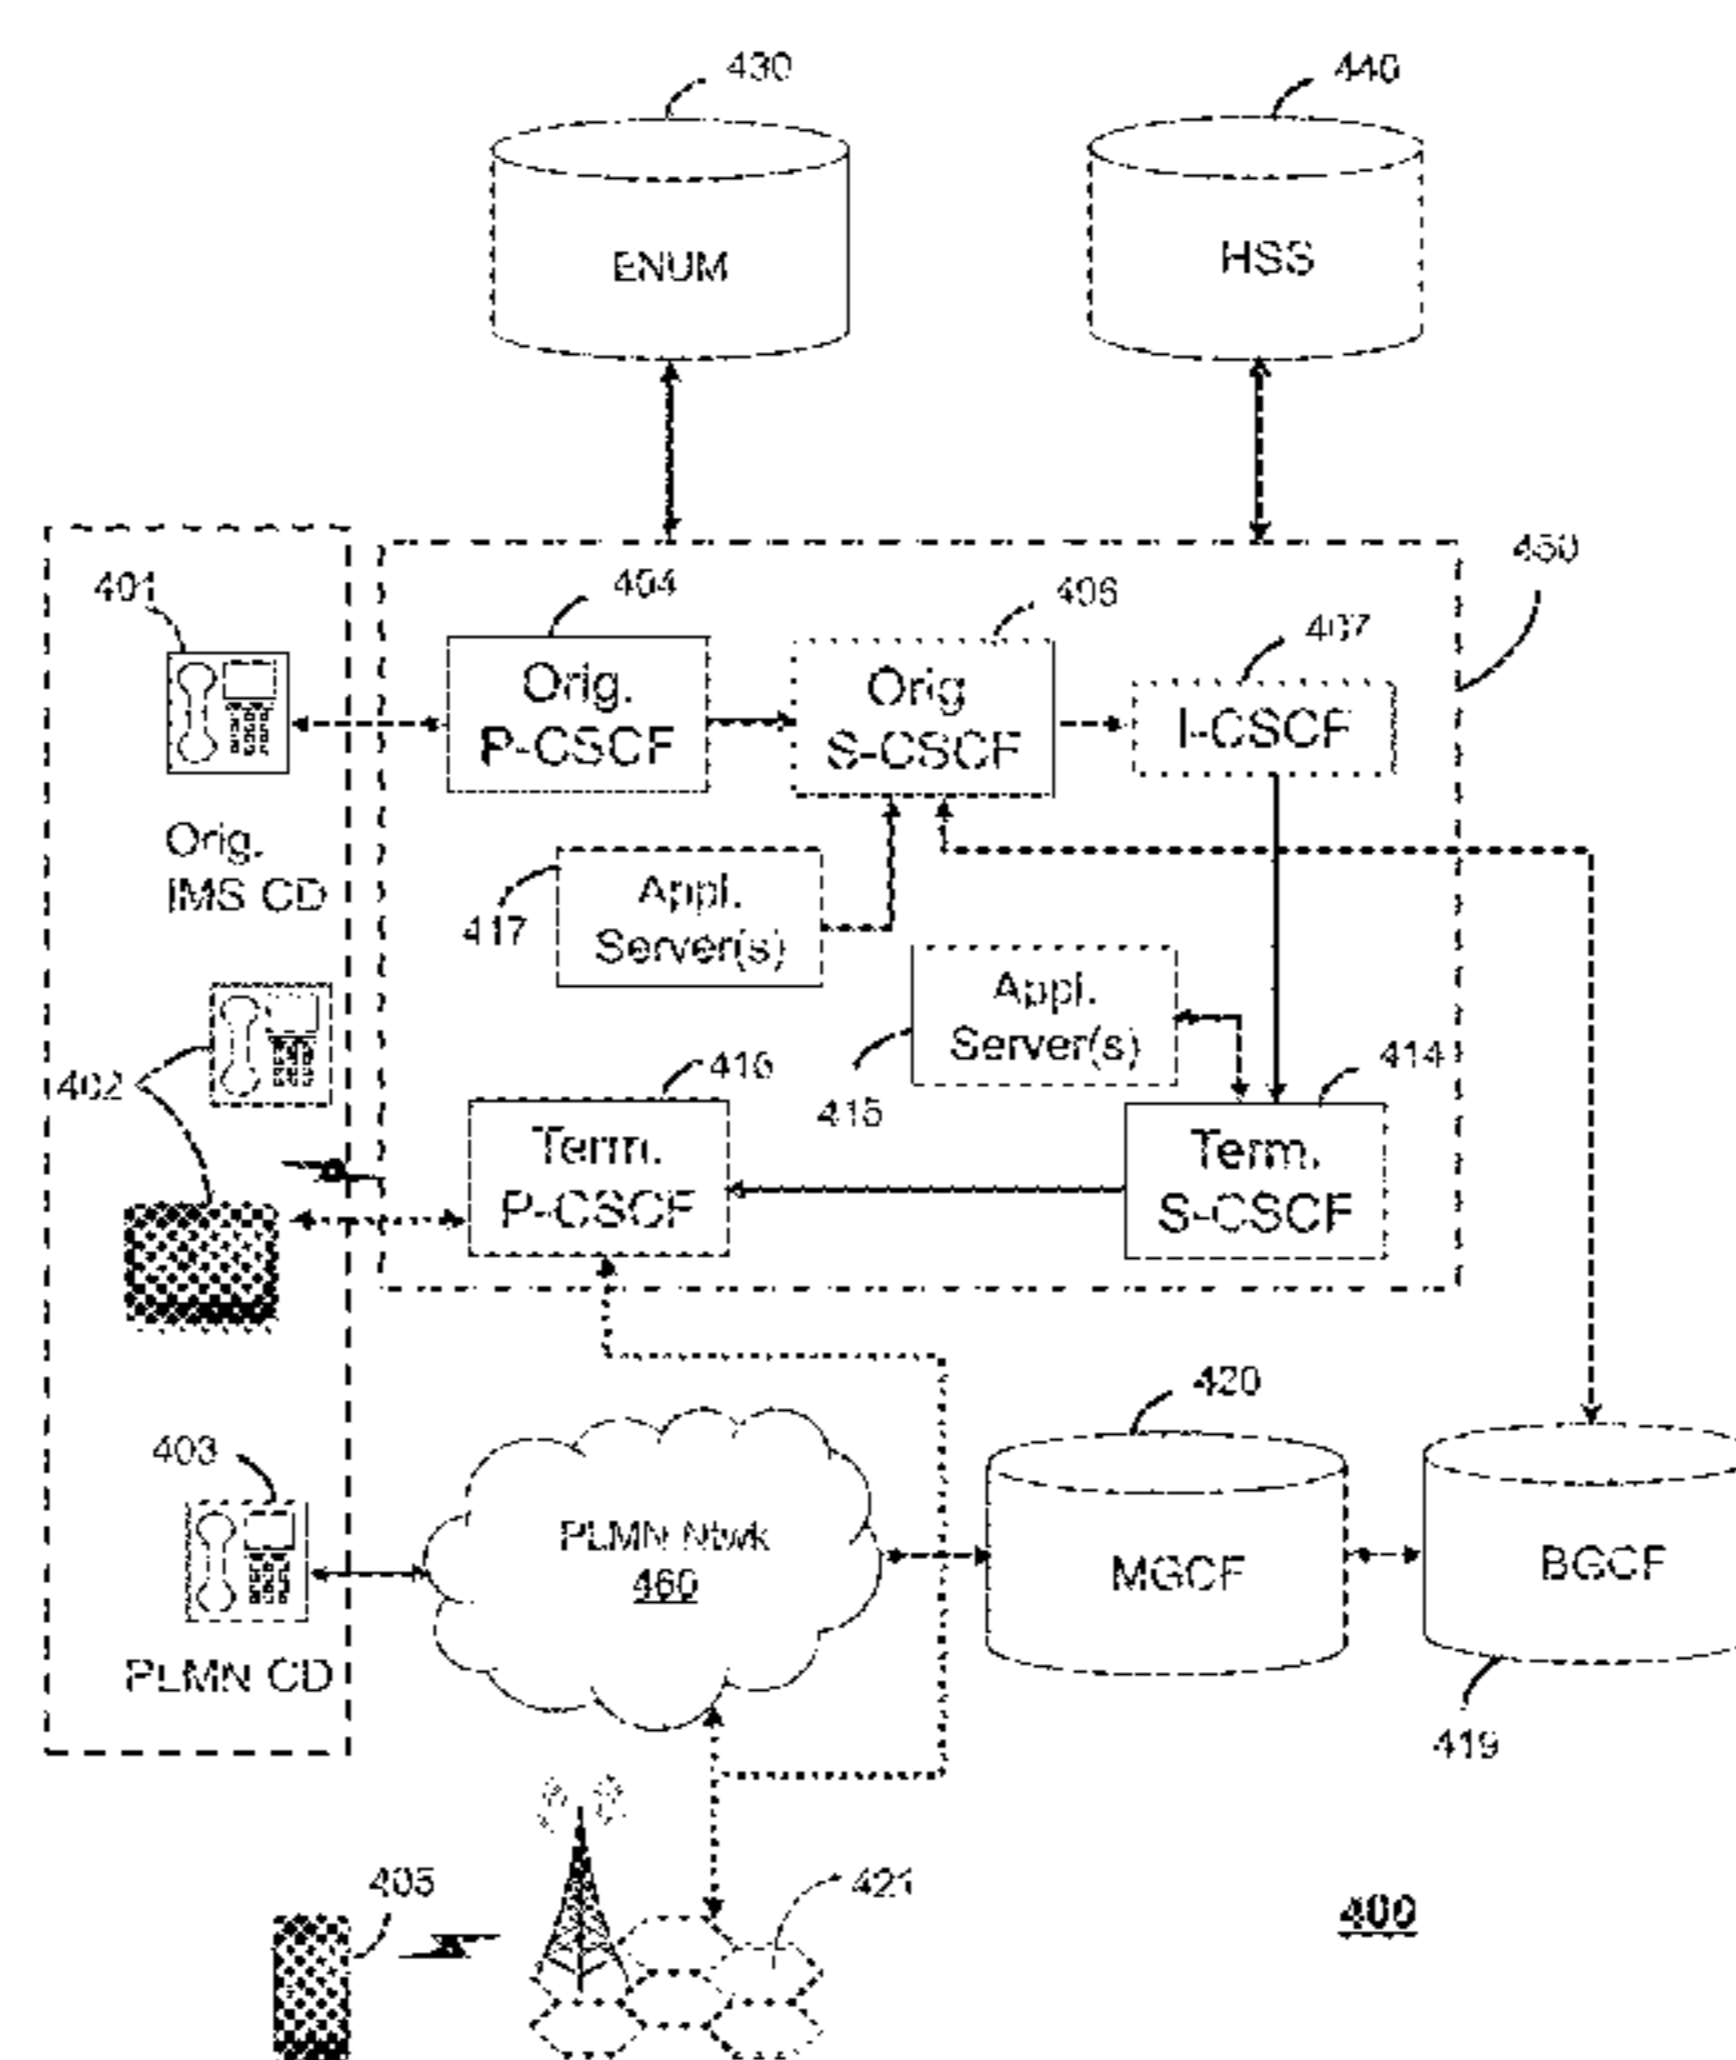 430
440
ENUM
HSS
450
401
404
406
407
Orig.
P-CSCF
Orig
S-CSCF
I-CSCF
Orig.
IMS CD
417
Appl.
Server(s)
Appl.
Server(s)
402
416
415
414
Term.
P-CSCF
Term.
S-CSCF
420
403
PLMN Ntwk
460
MGCF
BGCF
PLMN CD
419
405
421
400